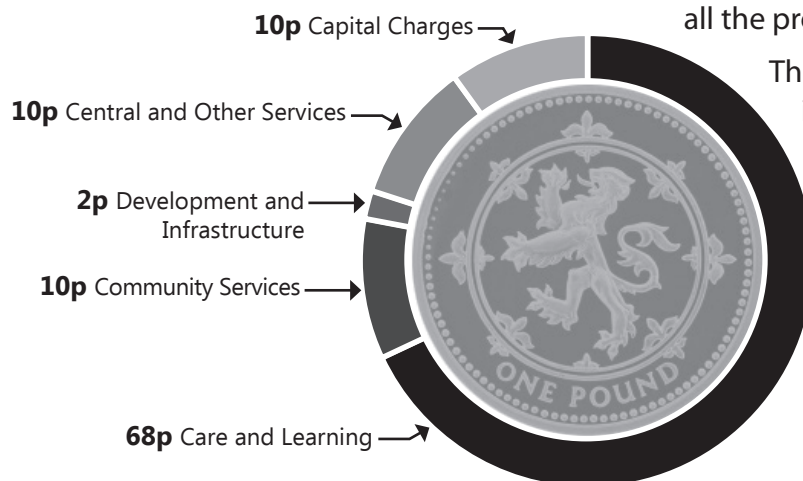 all the pro
Th
10p Capital Charges
10p Central and Other Services
2p Development and
Infrastructure
10p Community Services
68p Care and Learning
ONE POUND